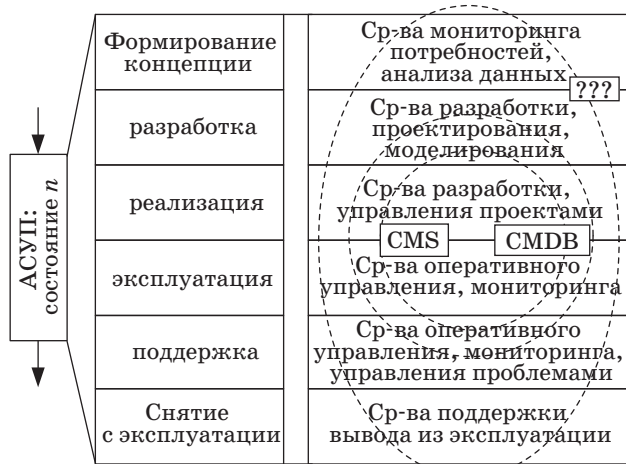 АСУП:
состояние n
Формирование
концепции
Ср-ва мониторинга
потребностей,
анализа данных
???
разработка
Ср-ва разработки,
проектирования,
моделирования
реализация
Ср-ва разработки,
управления проектами
CMS
CMDB
эксплуатация
Ср-ва оперативного
управления, мониторинга
поддержка
Ср-ва оперативного
управления, мониторинга,
управления проблемами
Снятие
с эксплуатации
Ср-ва поддержки
вывода из эксплуатации